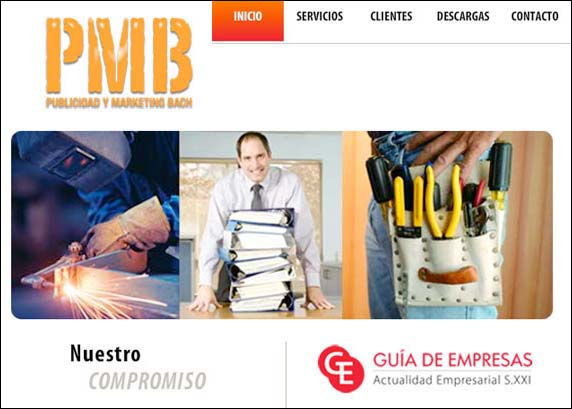 PMB
PUBLICIDAD Y MARKETING BACH
INICIO
SERVICIOS
CLIENTES
DESCARGAS
CONTACTO
Nuestro
COMPROMISO
GE
GUÍA DE EMPRESAS
Actualidad Empresarial S.XXI